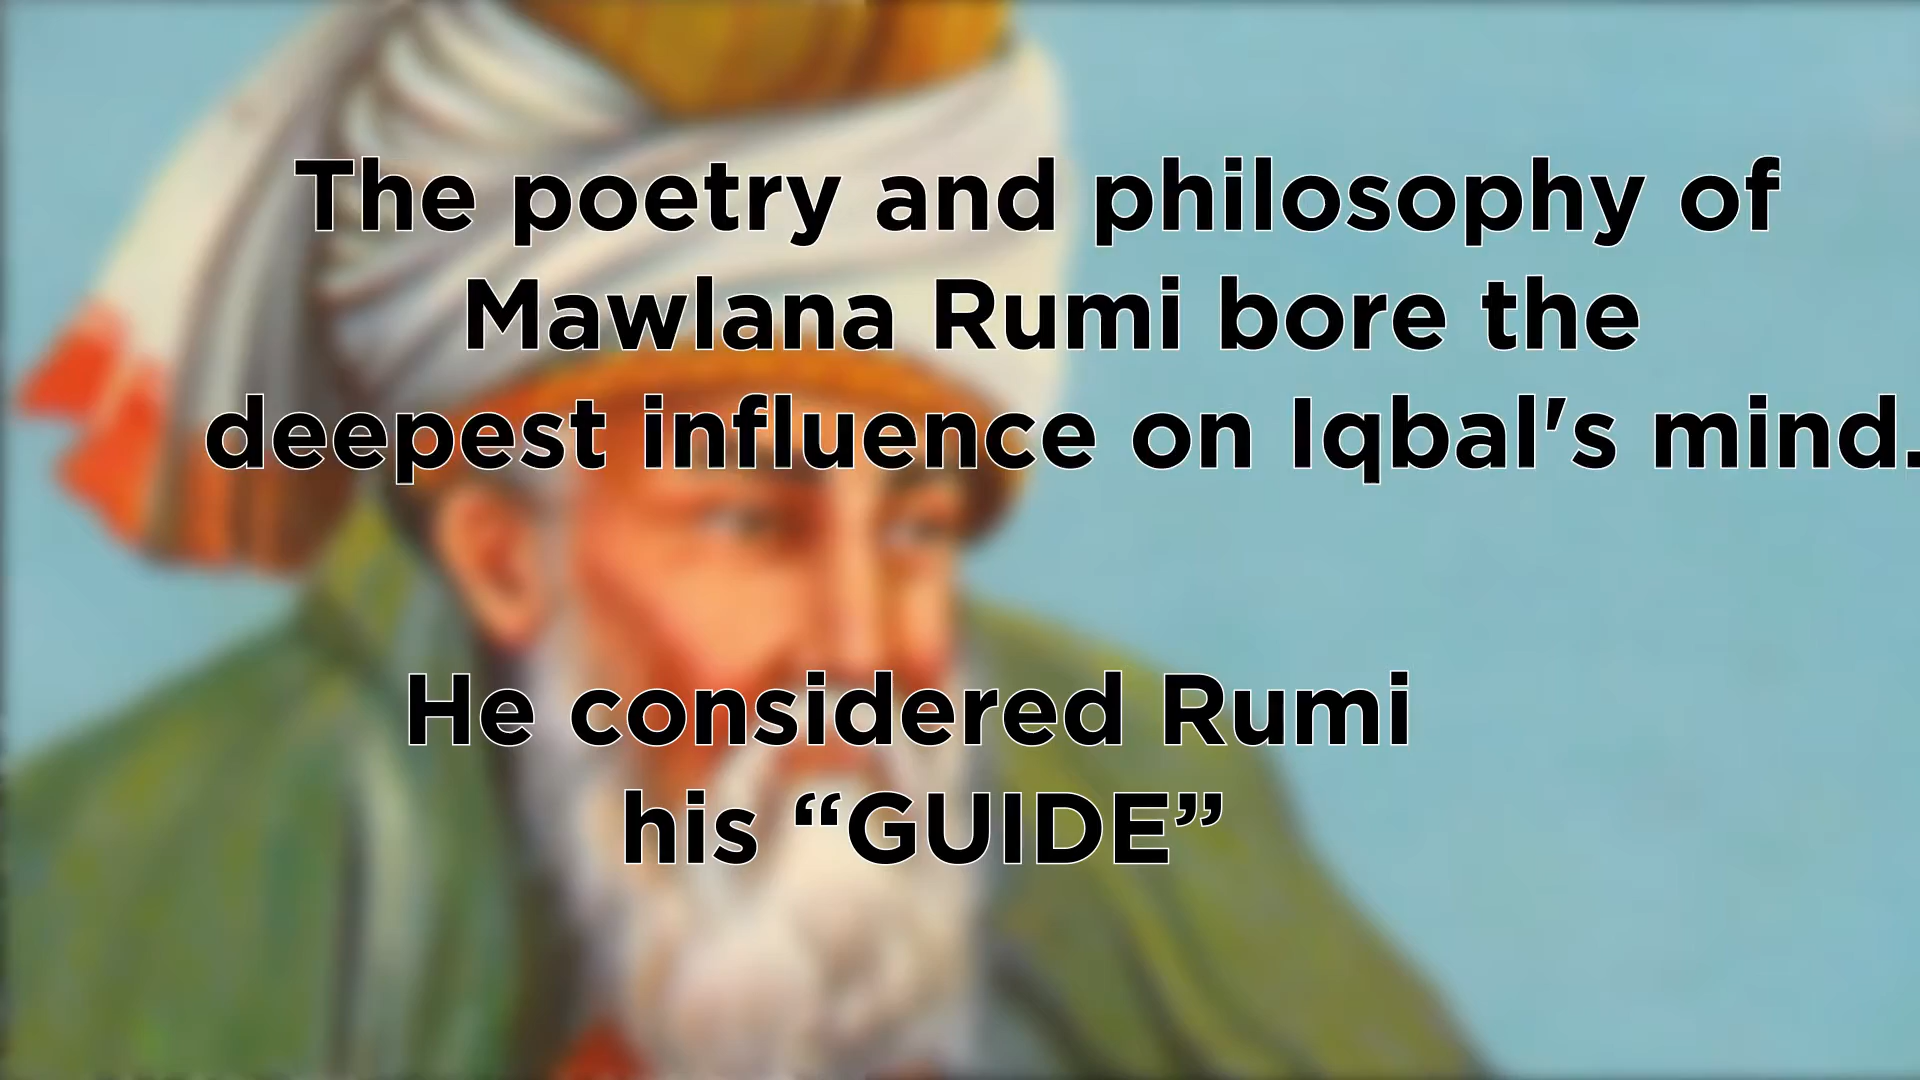 The poetry and philosophy of
Mawlana Rumi bore the
deepest influence on Iqbal's mind.
He considered Rumi
his “GUIDE”